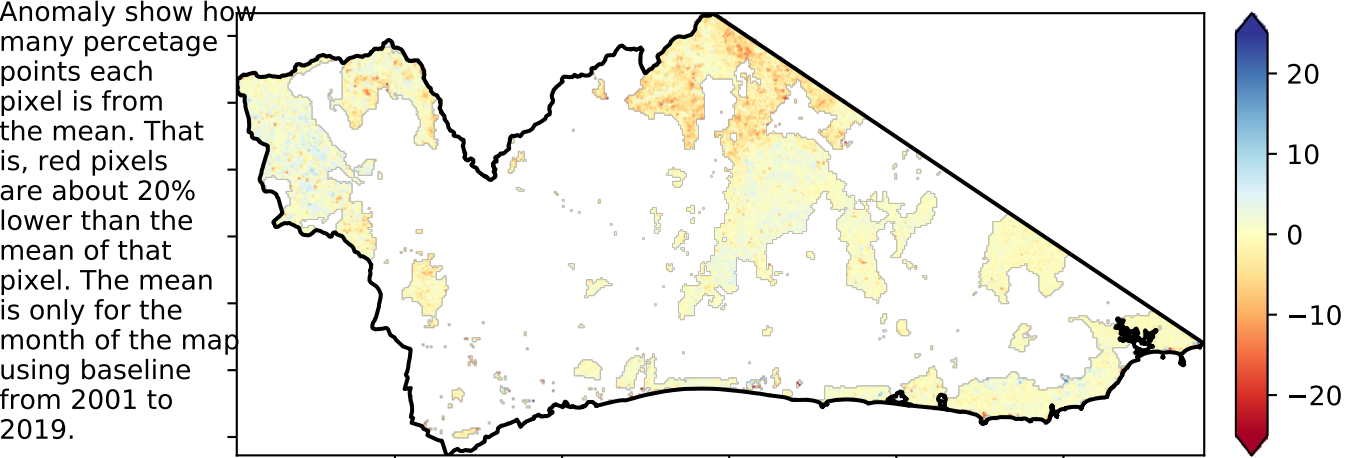 Anomaly show how
many percetage
points each
pixel is from
the mean. That
is, red pixels
are about 20%
lower than the
mean of that
pixel. The mean
is only for the
month of the map
using baseline
from 2001 to
2019.
20
10
0
−10
−20